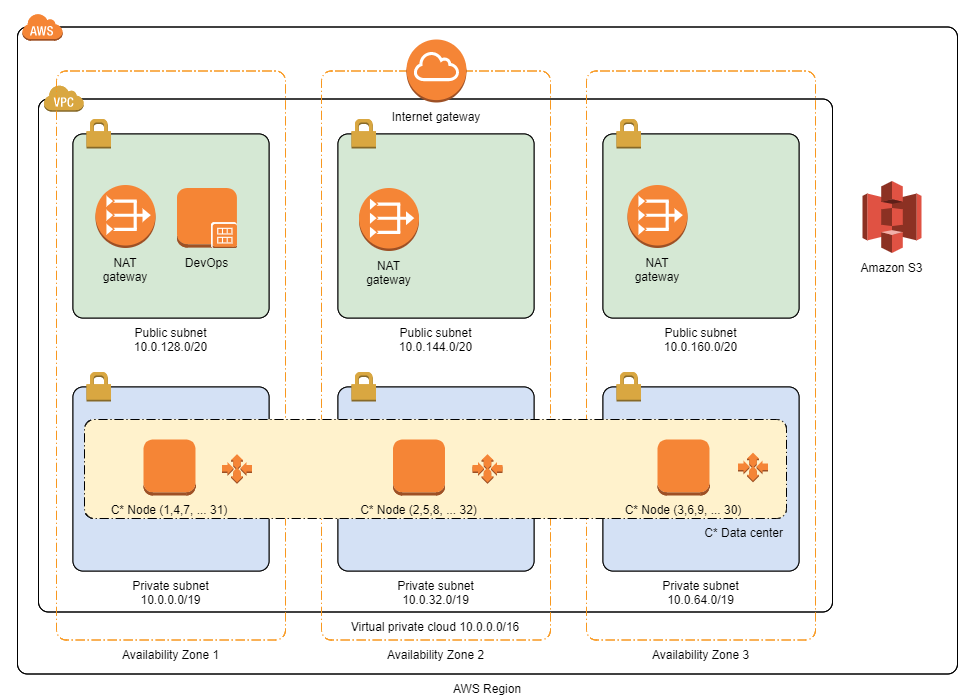 AWS
VPC
Internet gateway
NAT
gateway
DevOps
NAT
gateway
NAT
gateway
Amazon S3
Public subnet
10.0.128.0/20
Public subnet
10.0.144.0/20
Public subnet
10.0.160.0/20
C* Node (1,4,7, ... 31)
C* Node (2,5,8, ... 32)
C* Node (3,6,9, ... 30)
C* Data center
Private subnet
10.0.0.0/19
Private subnet
10.0.32.0/19
Private subnet
10.0.64.0/19
Virtual private cloud 10.0.0.0/16
Availability Zone 1
Availability Zone 2
Availability Zone 3
AWS Region